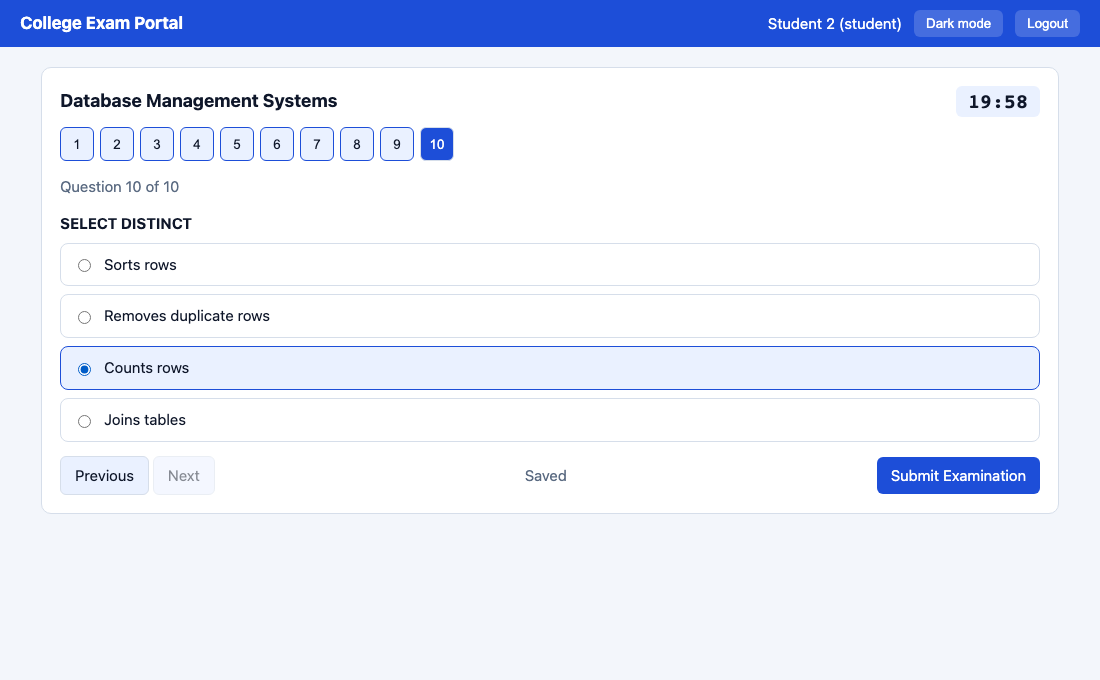 College Exam Portal Student 2 (student) Dark mode Logout
Database Management Systems 19:58
1 2 3 4 5 6 7 8 9 10
Question 10 of 10
SELECT DISTINCT
Sorts rows
Removes duplicate rows
Counts rows
Joins tables
Previous Next Saved Submit Examination